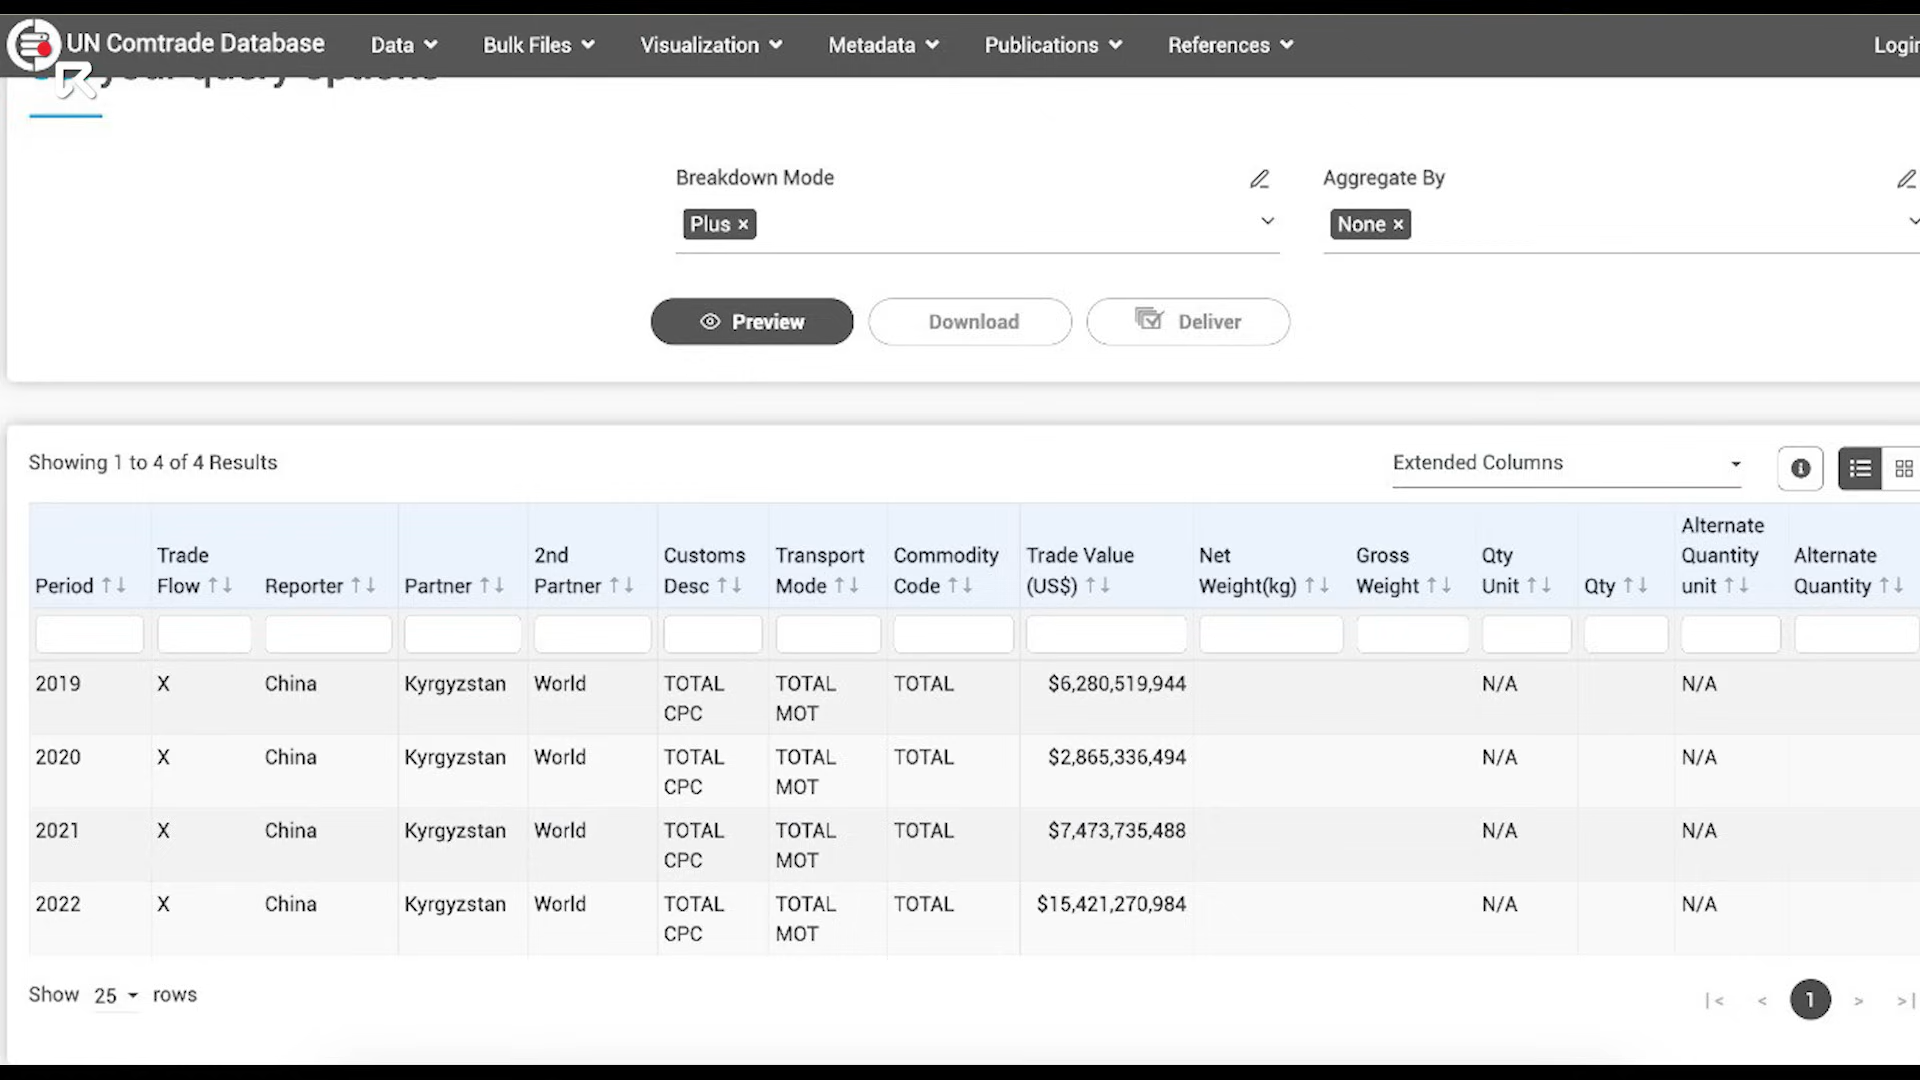 UN Comtrade Database Data Bulk Files Visualization Metadata Publications References Login
your query options
Breakdown Mode Aggregate By
Plus × None ×
Preview Download Deliver
Showing 1 to 4 of 4 Results Extended Columns
Period Trade Flow Reporter Partner 2nd Partner Customs Desc Transport Mode Commodity Code Trade Value (US$) Net Weight(kg) Gross Weight Qty Unit Qty Alternate Quantity unit Alternate Quantity
2019 X China Kyrgyzstan World TOTAL CPC TOTAL MOT TOTAL $6,280,519,944 N/A N/A
2020 X China Kyrgyzstan World TOTAL CPC TOTAL MOT TOTAL $2,865,336,494 N/A N/A
2021 X China Kyrgyzstan World TOTAL CPC TOTAL MOT TOTAL $7,473,735,488 N/A N/A
2022 X China Kyrgyzstan World TOTAL CPC TOTAL MOT TOTAL $15,421,270,984 N/A N/A
Show 25 rows |< < 1 > >|